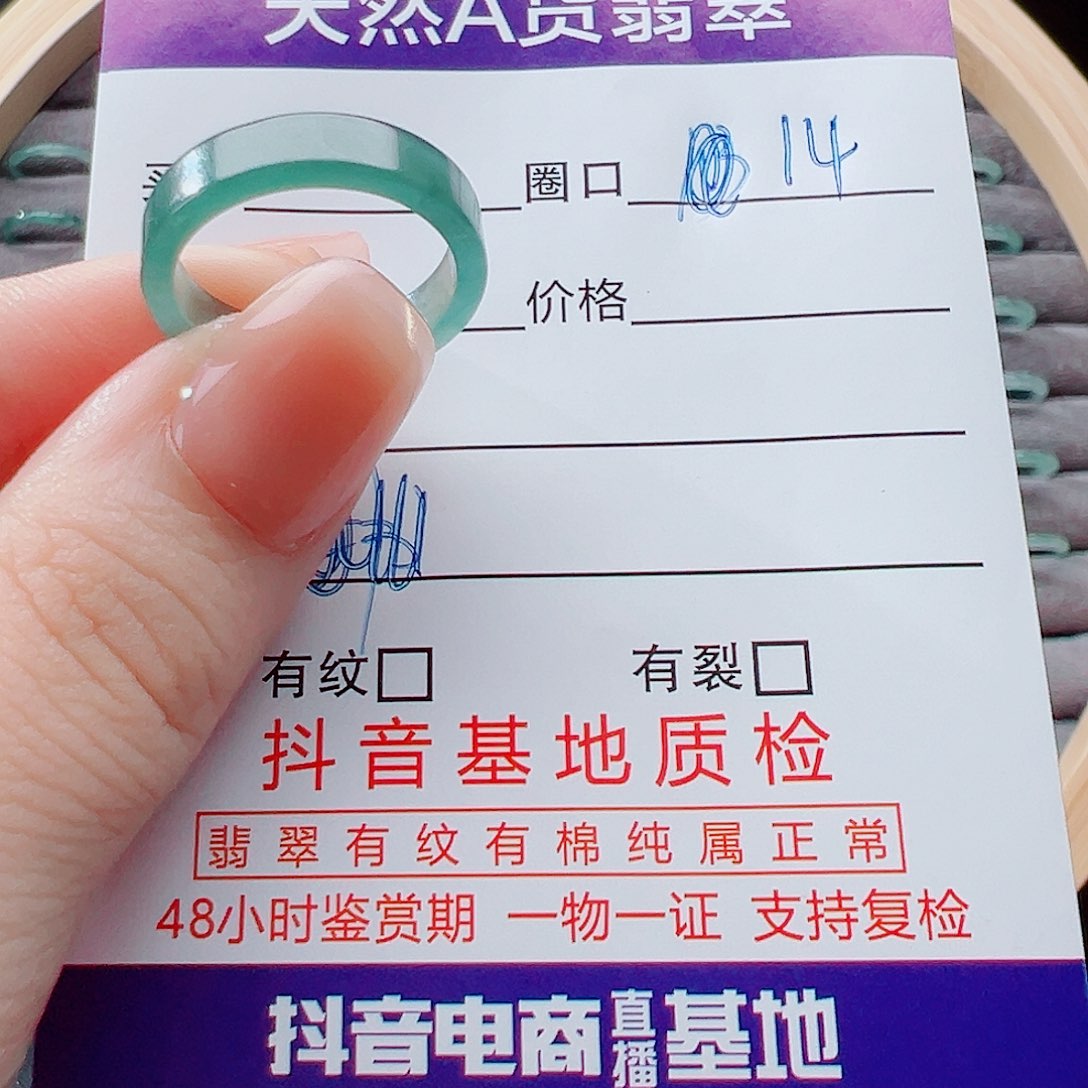 天然A货翡翠
圈口 14
价格
有纹 有裂
抖音基地质检
翡翠有纹有棉纯属正常
48小时鉴赏期 一物一证 支持复检
抖音电商直播基地